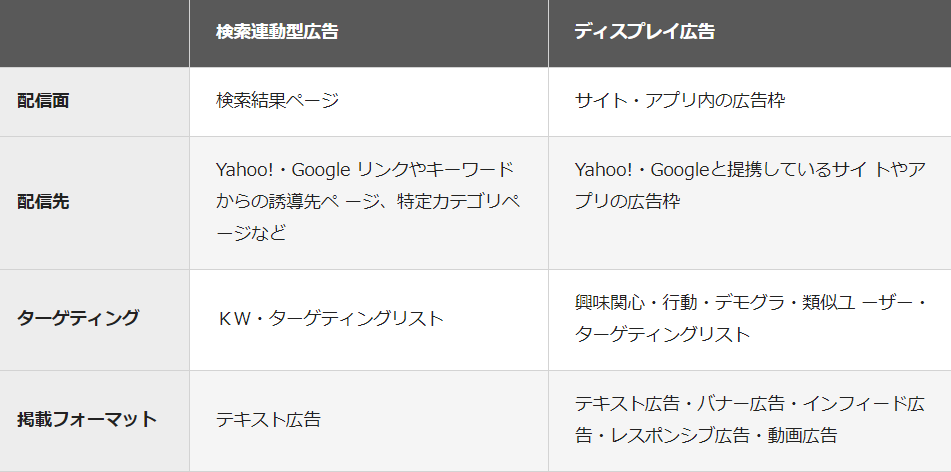 検索連動型広告 ディスプレイ広告
配信面 検索結果ページ サイト・アプリ内の広告枠
配信先
Yahoo!・Google リンクやキーワード
からの誘導先ペ ージ、特定カテゴリペ
ージなど
Yahoo!・Googleと提携しているサイ トやア
プリの広告枠
ターゲティング
ＫＷ・ターゲティングリスト
興味関心・行動・デモグラ・類似ユ ーザー・
ターゲティングリスト
掲載フォーマット
テキスト広告
テキスト広告・バナー広告・インフィード広
告・レスポンシブ広告・動画広告